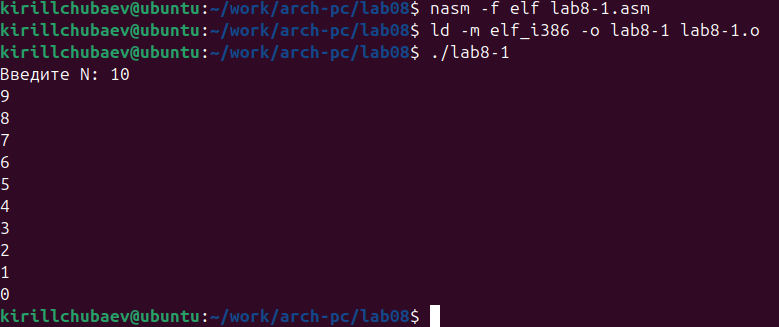 kirillchubaev@ubuntu:~/work/arch-pc/lab08$ nasm -f elf lab8-1.asm
kirillchubaev@ubuntu:~/work/arch-pc/lab08$ ld -m elf_i386 -o lab8-1 lab8-1.o
kirillchubaev@ubuntu:~/work/arch-pc/lab08$ ./lab8-1
Введите N: 10
9
8
7
6
5
4
3
2
1
0
kirillchubaev@ubuntu:~/work/arch-pc/lab08$